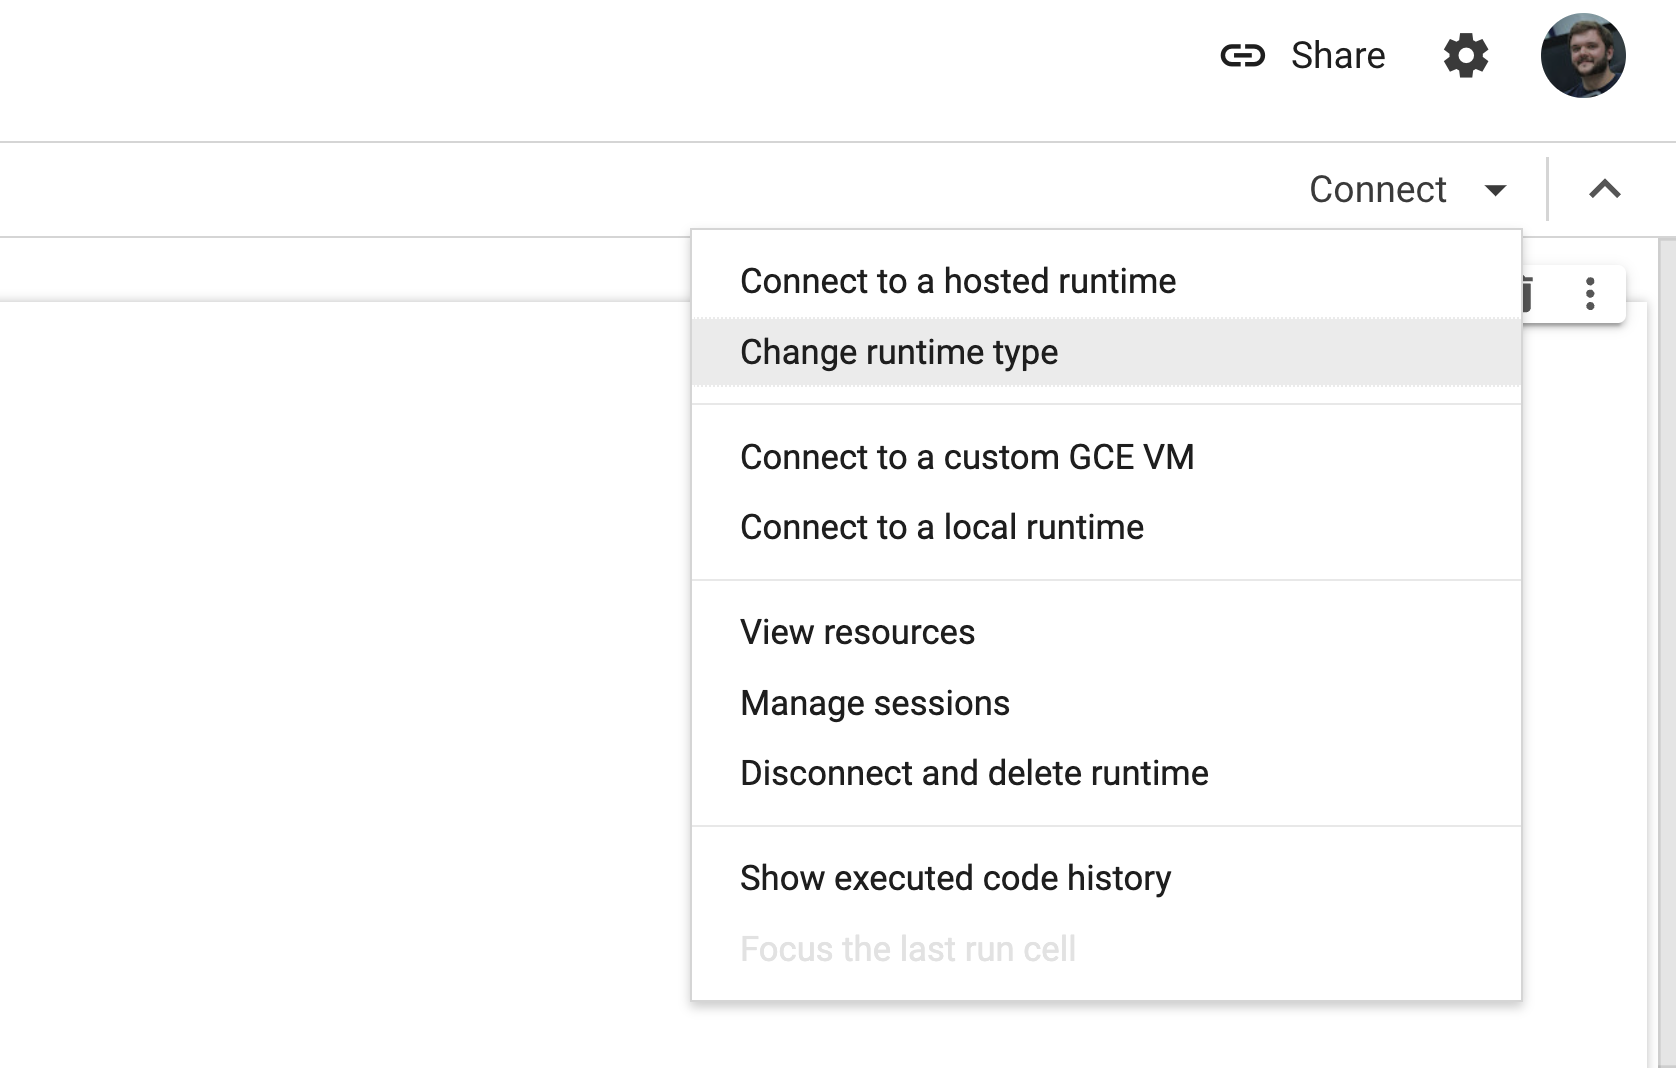 Share
Connect
Connect to a hosted runtime
Change runtime type
Connect to a custom GCE VM
Connect to a local runtime
View resources
Manage sessions
Disconnect and delete runtime
Show executed code history
Focus the last run cell